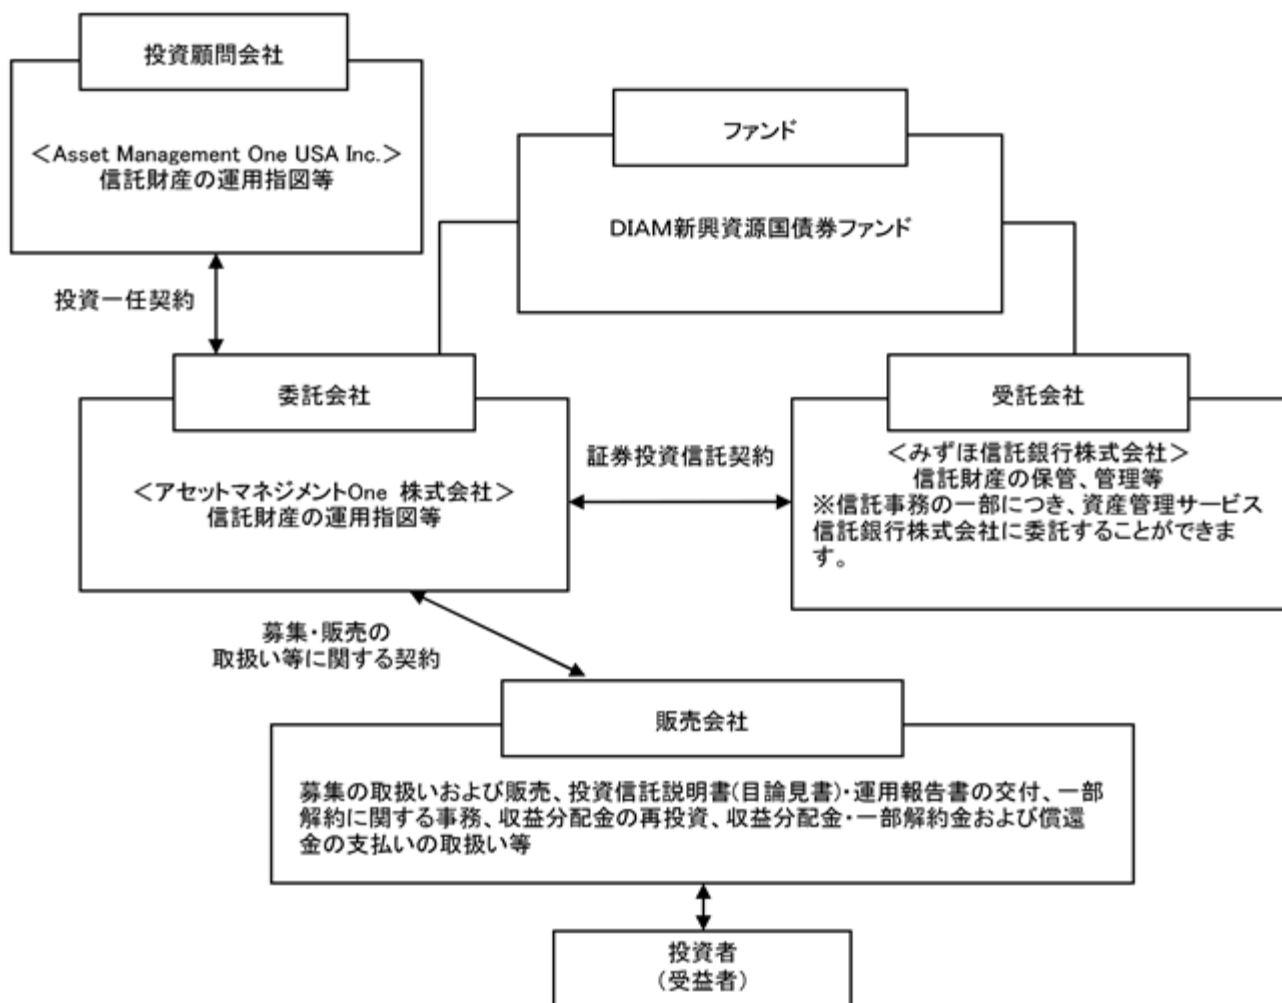 投資顧問会社
＜Asset Management One USA Inc.＞
信託財産の運用指図等
ファンド
DIAM新興資源国債券ファンド
投資一任契約
委託会社
＜アセットマネジメントOne 株式会社＞
信託財産の運用指図等
証券投資信託契約
受託会社
＜みずほ信託銀行株式会社＞
信託財産の保管、管理等
※信託事務の一部につき、資産管理サービス
信託銀行株式会社に委託することができま
す。
募集・販売の
取扱い等に関する契約
販売会社
募集の取扱いおよび販売、投資信託説明書(目論見書)・運用報告書の交付、一部
解約に関する事務、収益分配金の再投資、収益分配金・一部解約金および償還
金の支払いの取扱い等
投資者
（受益者）